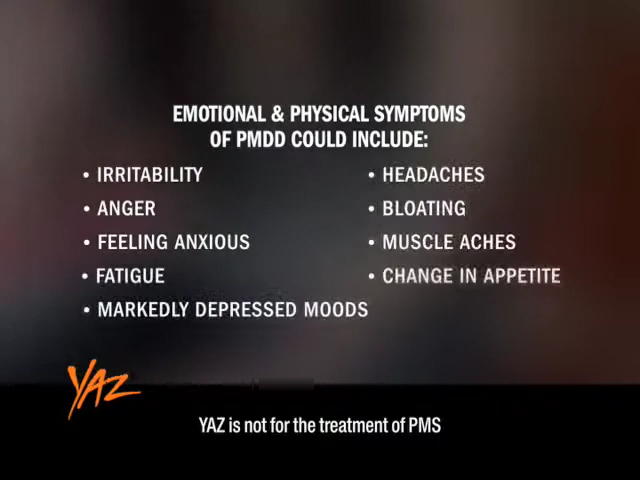 EMOTIONAL & PHYSICAL SYMPTOMS
OF PMDD COULD INCLUDE:
• IRRITABILITY
• ANGER
• FEELING ANXIOUS
• FATIGUE
• MARKEDLY DEPRESSED MOODS
• HEADACHES
• BLOATING
• MUSCLE ACHES
• CHANGE IN APPETITE
YAZ
YAZ is not for the treatment of PMS